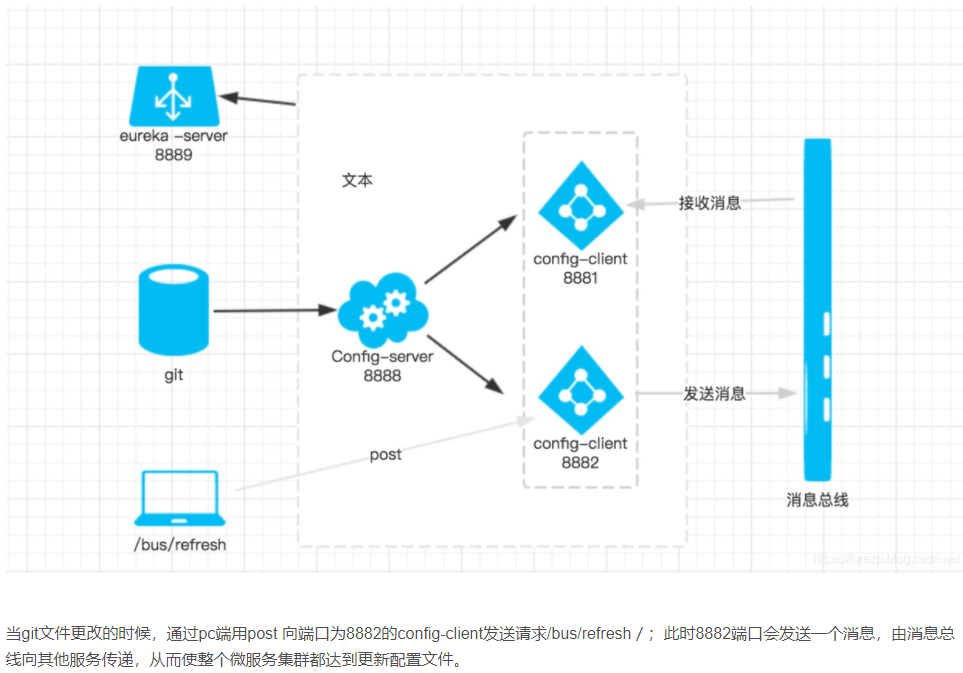 eureka -server
8889
文本
接收消息
config-client
8881
Config-server
8888
git
发送消息
config-client
8882
post
消息总线
/bus/refresh
https://forezp.blog.csdn.net
当git文件更改的时候，通过pc端用post 向端口为8882的config-client发送请求/bus/refresh / ；此时8882端口会发送一个消息，由消息总
线向其他服务传递，从而使整个微服务集群都达到更新配置文件。